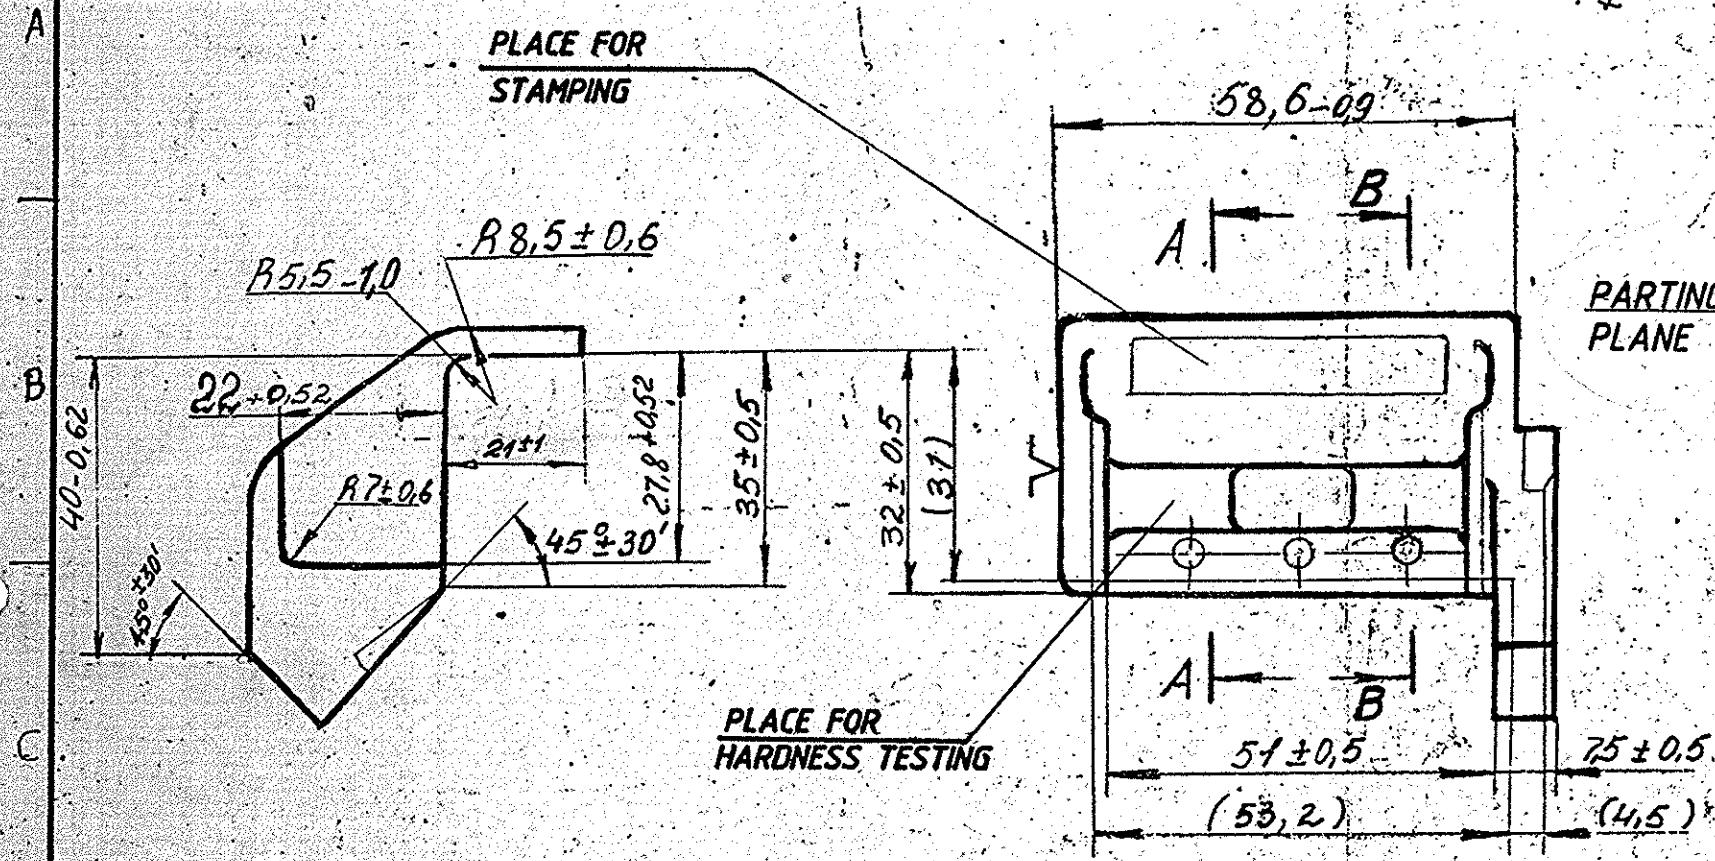 A
PLACE FOR
STAMPING
58,6-0,9
A
B
R8,5±0,6
R5,5-1,0
PARTING
PLANE
B
22+0,52
40-0,62
21±1
27,8+0,52
35±0,5
32±0,5
(31)
R7±0,6
45°±30'
45°±30'
A
B
C
PLACE FOR
HARDNESS TESTING
51±0,5
7,5±0,5
(53,2)
(4,5)